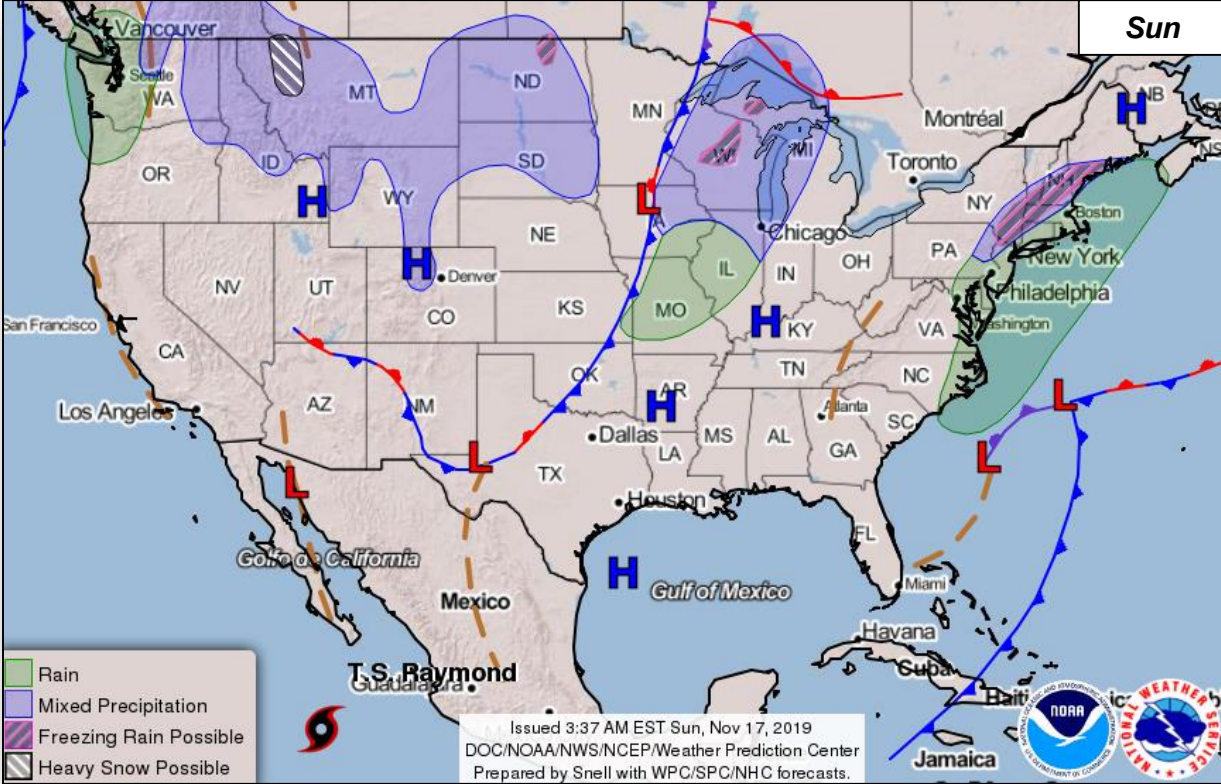 Sun
Vancouver
Seattle
WA
MT
ND
MN
NB
Montréal
OR
ID
SD
WI
MI
Toronto
WY
NY
NH
Boston
H
H
L
IA
Chicago
NE
PA
New York
H
Denver
NV
UT
CO
KS
MO
IL
IN
OH
Philadelphia
San Francisco
CA
H
KY
VA
ashington
OK
AR
TN
NC
Los Angeles
AZ
NM
H
Atlanta
SC
L
Dallas
LA
MS
AL
GA
L
L
TX
L
Houston
FL
Golfo de California
H
Gulf of Mexico
Miami
Mexico
Havana
Cuba
T.S. Raymond
Guadalajara
Haiti
Jamaica
Rain
Mixed Precipitation
Freezing Rain Possible
Heavy Snow Possible
Issued 3:37 AM EST Sun, Nov 17, 2019
DOC/NOAA/NWS/NCEP/Weather Prediction Center
Prepared by Snell with WPC/SPC/NHC forecasts.
NOAA
NATIONAL WEATHER SERVICE